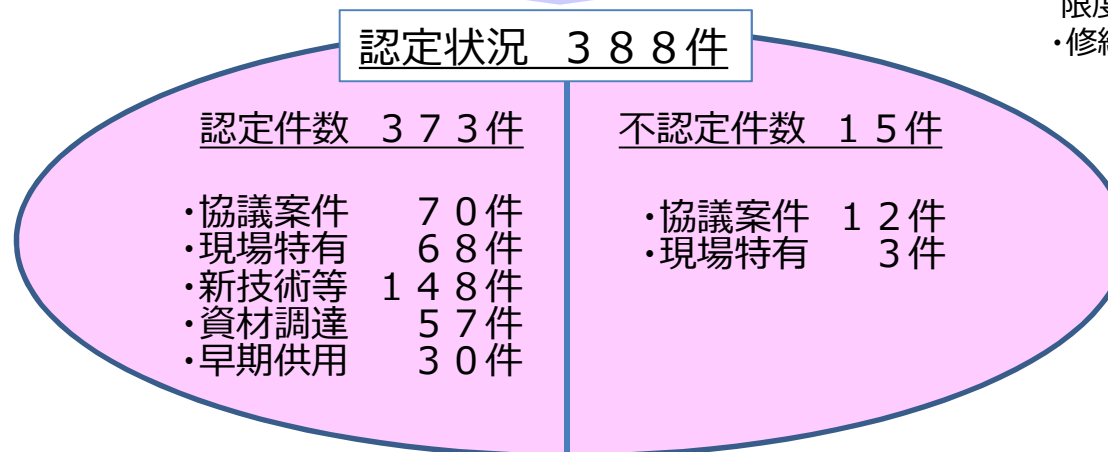 認定状況 ３８８件
限度
・修
認定件数 ３７３件
・協議案件 ７０件
・現場特有 ６８件
・新技術等 １４８件
・資材調達 ５７件
・早期供用 ３０件
不認定件数 １５件
・協議案件 １２件
・現場特有 ３件